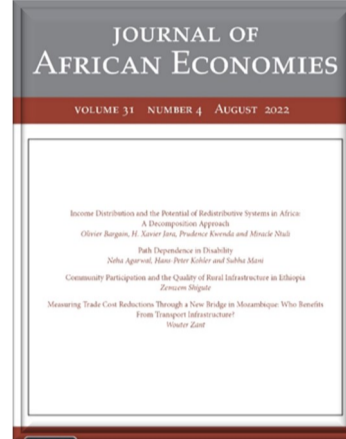 JOURNAL OF
AFRICAN ECONOMIES
VOLUME 31 NUMBER 4 AUGUST 2022
Income Distribution and the Potential of Redistributive Systems in Africa:
A Decomposition Approach
Olivier Bargain, H. Xavier Jara, Prudence Kwenda and Miracle Ntuli
Path Dependence in Disability
Neha Agarwal, Hans-Peter Kohler and Subha Mani
Community Participation and the Quality of Rural Infrastructure in Ethiopia
Zemzem Shigute
Measuring Trade Cost Reductions Through a New Bridge in Mozambique: Who Benefits
From Transport Infrastructure?
Wouter Zant